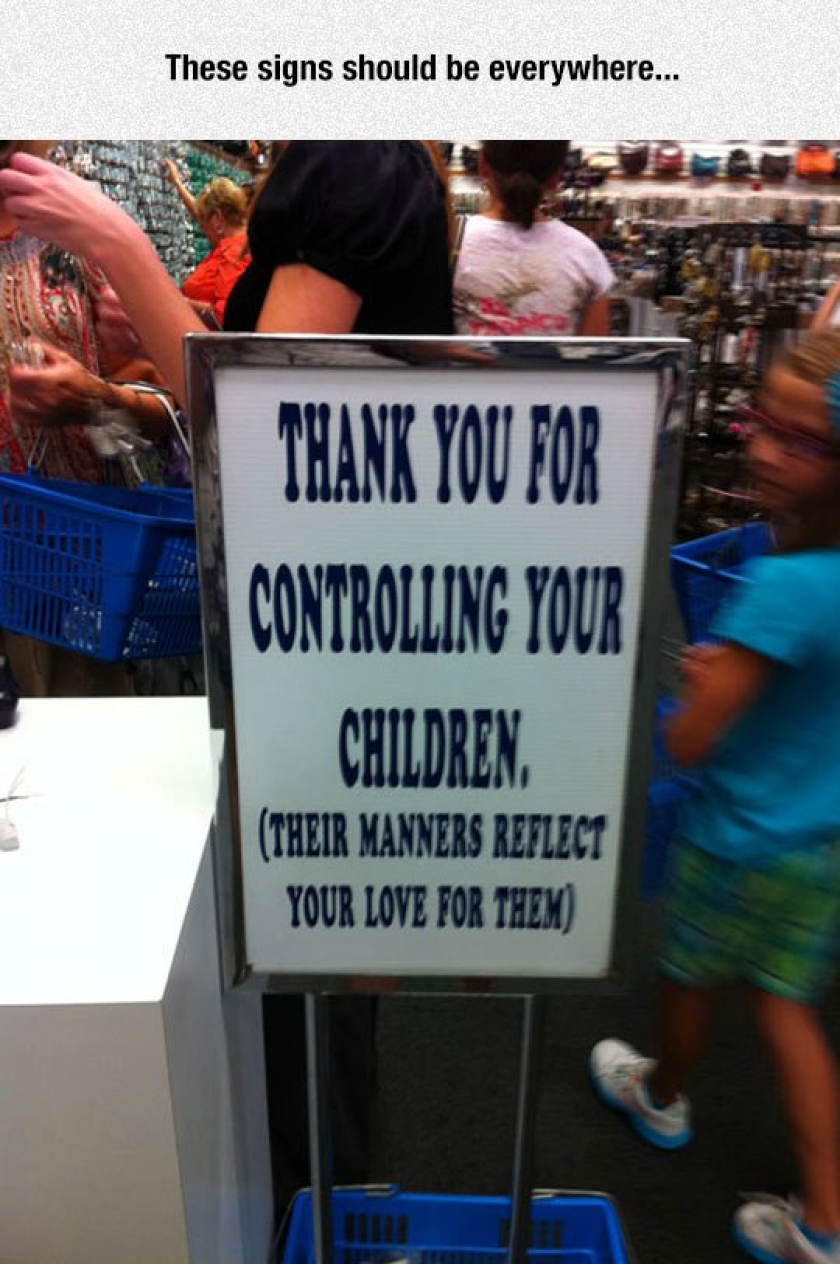 These signs should be everywhere...
THANK YOU FOR
CONTROLLING YOUR
CHILDREN.
(THEIR MANNERS REFLECT
YOUR LOVE FOR THEM)